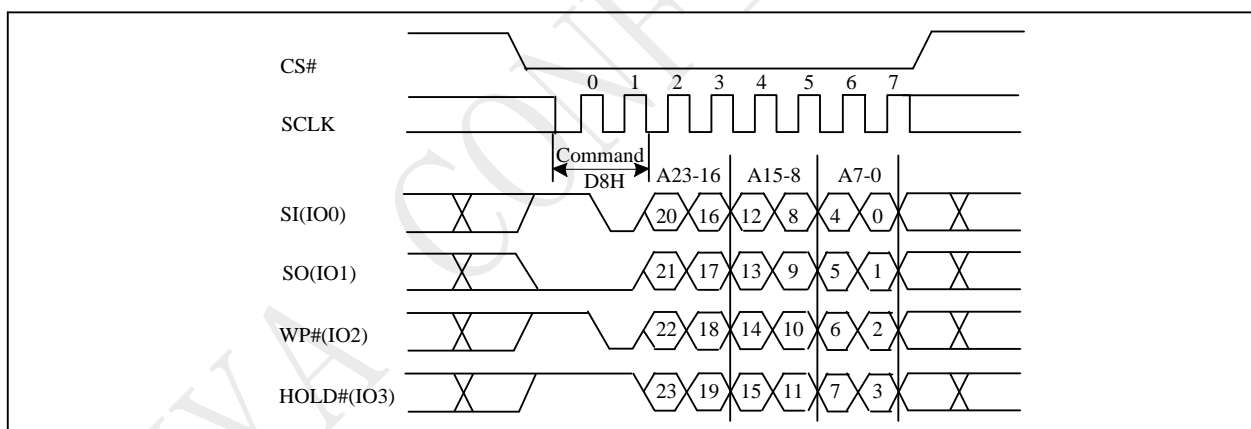 CS#
0 1 2 3 4 5 6 7
SCLK
Command
D8H
A23-16 A15-8 A7-0
SI(IO0) 20 16 12 8 4 0
SO(IO1) 21 17 13 9 5 1
WP#(IO2) 22 18 14 10 6 2
HOLD#(IO3) 23 19 15 11 7 3